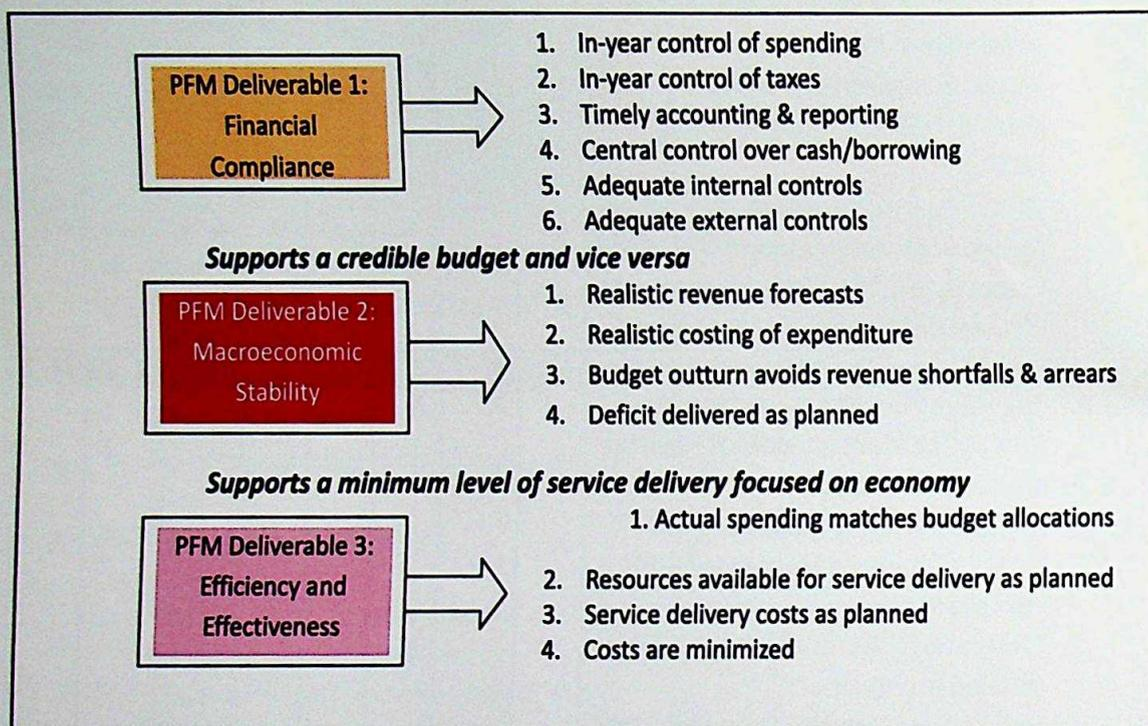 PFM Deliverable 1:
Financial
Compliance
1. In-year control of spending
2. In-year control of taxes
3. Timely accounting & reporting
4. Central control over cash/borrowing
5. Adequate internal controls
6. Adequate external controls
Supports a credible budget and vice versa
PFM Deliverable 2:
Macroeconomic
Stability
1. Realistic revenue forecasts
2. Realistic costing of expenditure
3. Budget outturn avoids revenue shortfalls & arrears
4. Deficit delivered as planned
Supports a minimum level of service delivery focused on economy
PFM Deliverable 3:
Efficiency and
Effectiveness
1. Actual spending matches budget allocations
2. Resources available for service delivery as planned
3. Service delivery costs as planned
4. Costs are minimized